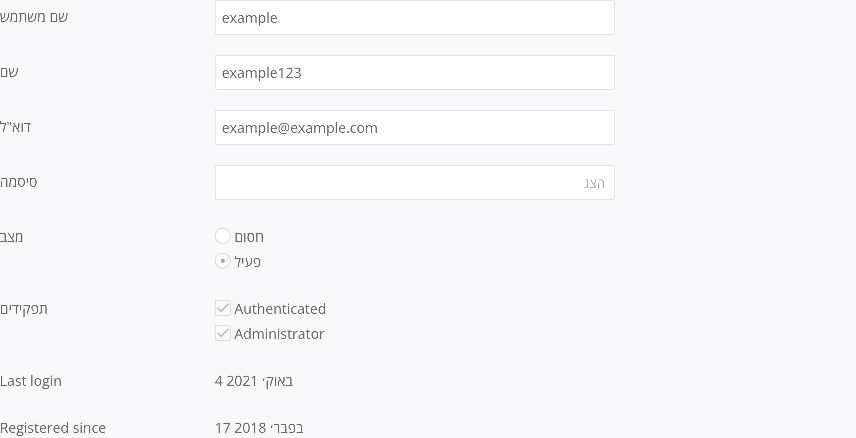 שם משתמש
example
שם
example123
דוא"ל
example@example.com
סיסמה
הצג
מצב
חסום
פעיל
תפקידים
Authenticated
Administrator
Last login
4 באוק׳ 2021
Registered since
17 בפבר׳ 2018